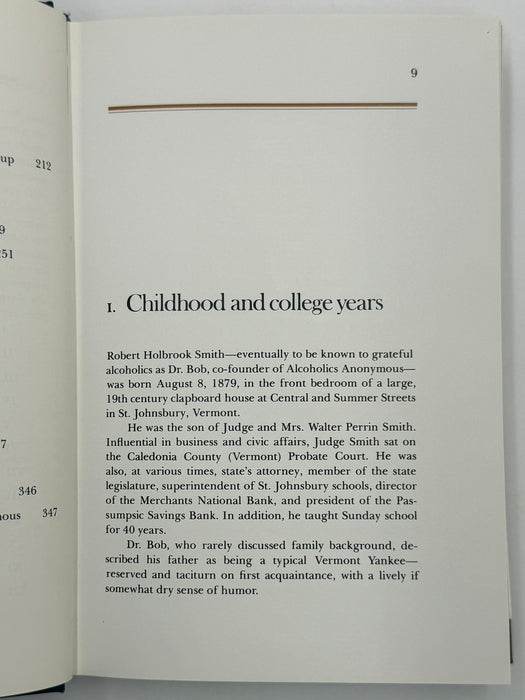 up 212
9
251
7
346
nous 347
9
I. Childhood and college years
Robert Holbrook Smith—eventually to be known to grateful
alcoholics as Dr. Bob, co-founder of Alcoholics Anonymous—
was born August 8, 1879, in the front bedroom of a large,
19th century clapboard house at Central and Summer Streets
in St. Johnsbury, Vermont.
He was the son of Judge and Mrs. Walter Perrin Smith.
Influential in business and civic affairs, Judge Smith sat on
the Caledonia County (Vermont) Probate Court. He was
also, at various times, state's attorney, member of the state
legislature, superintendent of St. Johnsbury schools, director
of the Merchants National Bank, and president of the Pas-
sumpsic Savings Bank. In addition, he taught Sunday school
for 40 years.
Dr. Bob, who rarely discussed family background, de-
scribed his father as being a typical Vermont Yankee—
reserved and taciturn on first acquaintance, with a lively if
somewhat dry sense of humor.